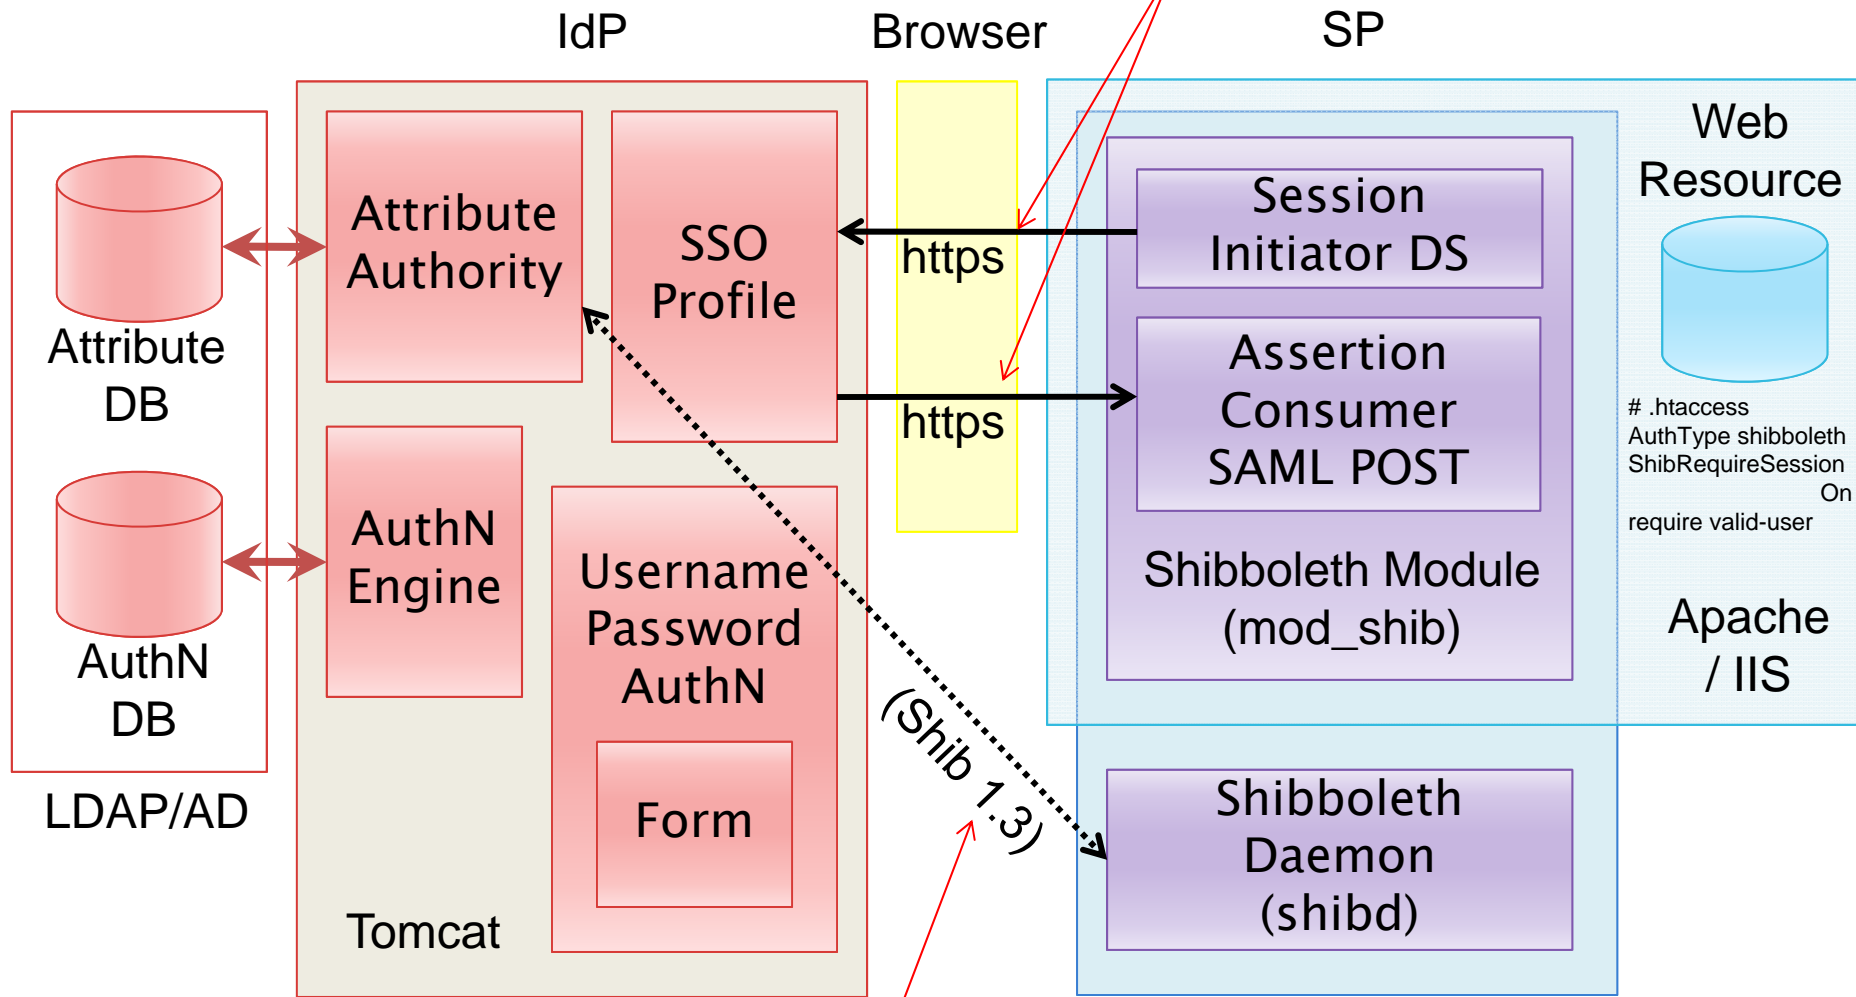 IdP
Browser
SP
Attribute
DB
AuthN
DB
LDAP/AD
Attribute
Authority
SSO
Profile
AuthN
Engine
Username
Password
AuthN
Form
Tomcat
https
https
(Shib 1.3)
Session
Initiator DS
Assertion
Consumer
SAML POST
Shibboleth Module
(mod_shib)
Shibboleth
Daemon
(shibd)
Web
Resource
# .htaccess
AuthType shibboleth
ShibRequireSession
On
require valid-user
Apache
/ IIS